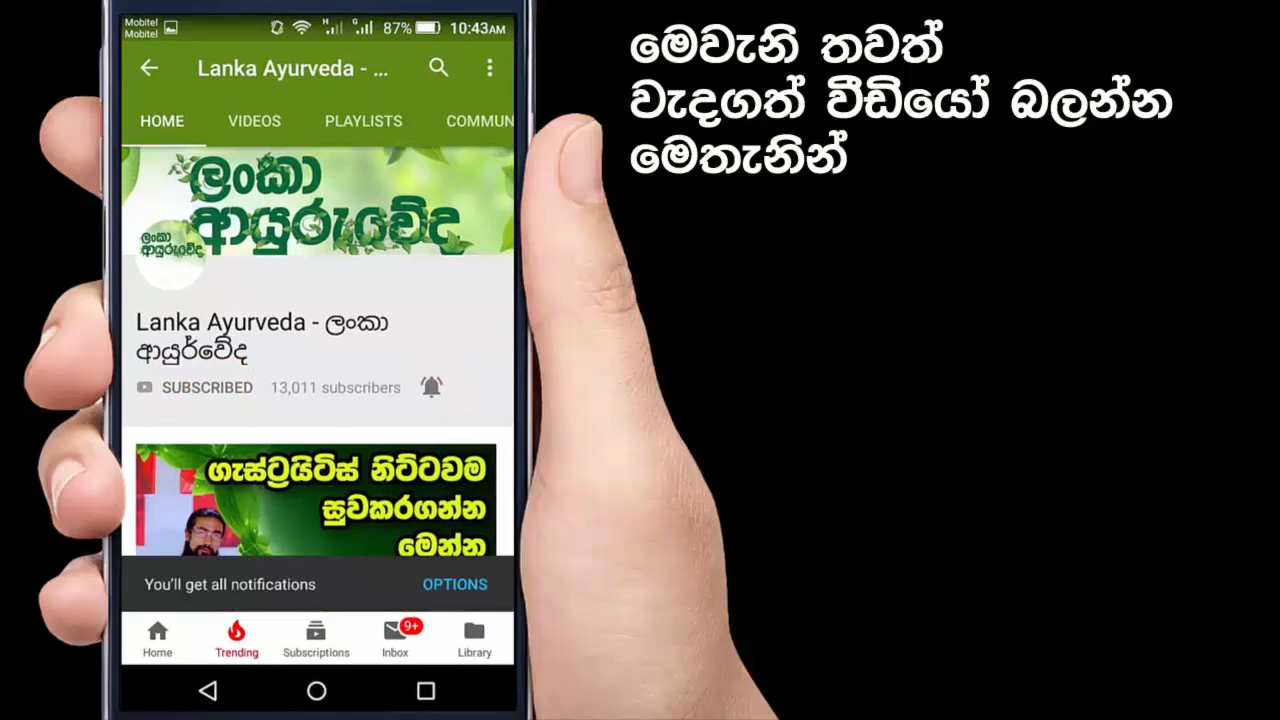 Mobitel
Mobitel
H
G
87%
10:43AM
Lanka Ayurveda - ...
HOME
VIDEOS
PLAYLISTS
COMMUN
ලංකා
ආයුරුවේද
ලංකා
ආයුරුවේද
Lanka Ayurveda - ලංකා
ආයුර්වේද
SUBSCRIBED
13,011 subscribers
ගැස්ට්‍රයිටිස් නිට්ටවම
සුවකරගන්න
මෙන්න
You'll get all notifications
OPTIONS
9+
Home
Trending
Subscriptions
Inbox
Library
මෙවැනි තවත්
වැදගත් වීඩියෝ බලන්න
මෙතැනින්